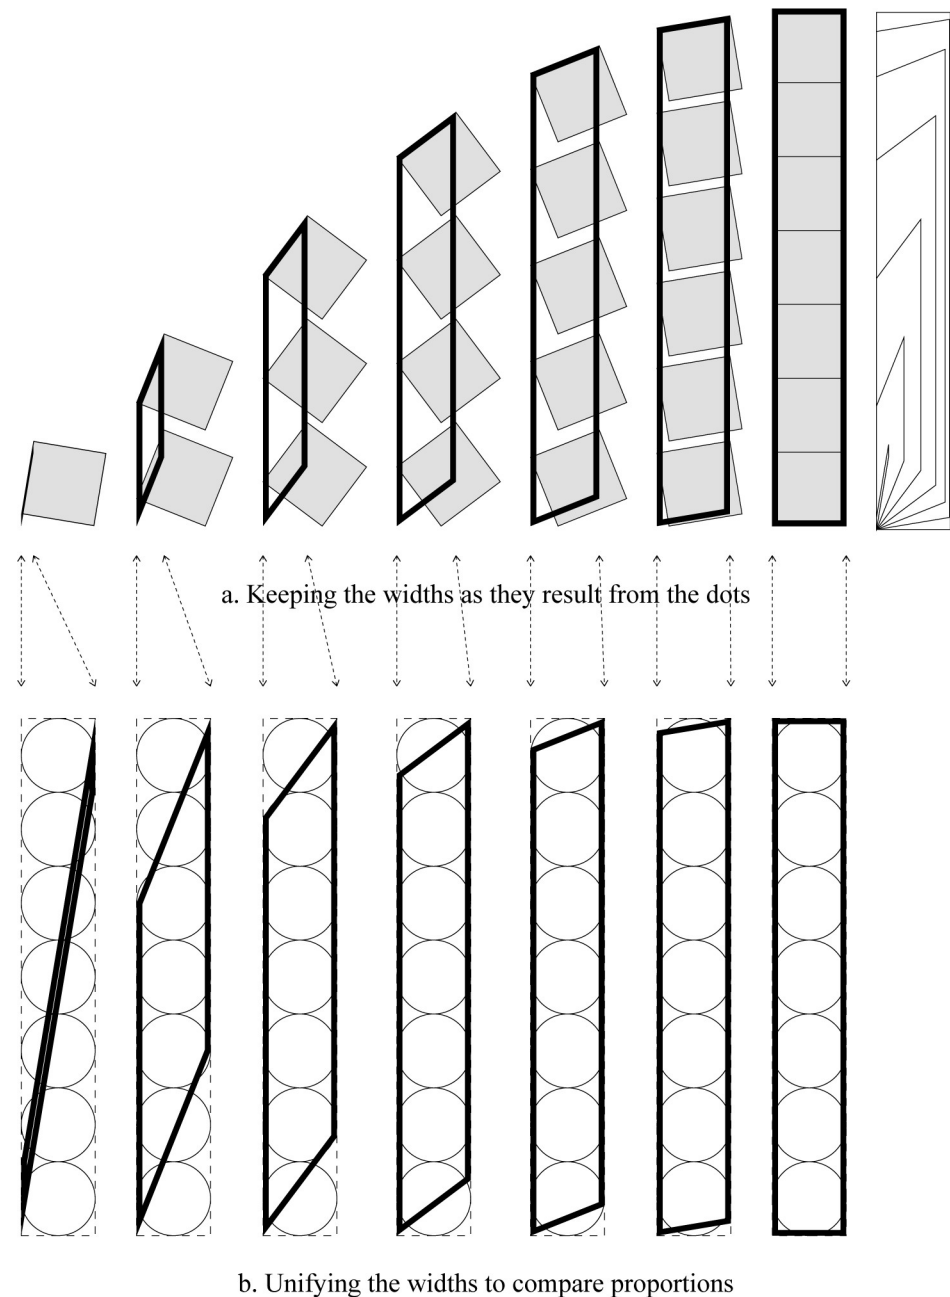 a. Keeping the widths as they result from the dots
b. Unifying the widths to compare proportions